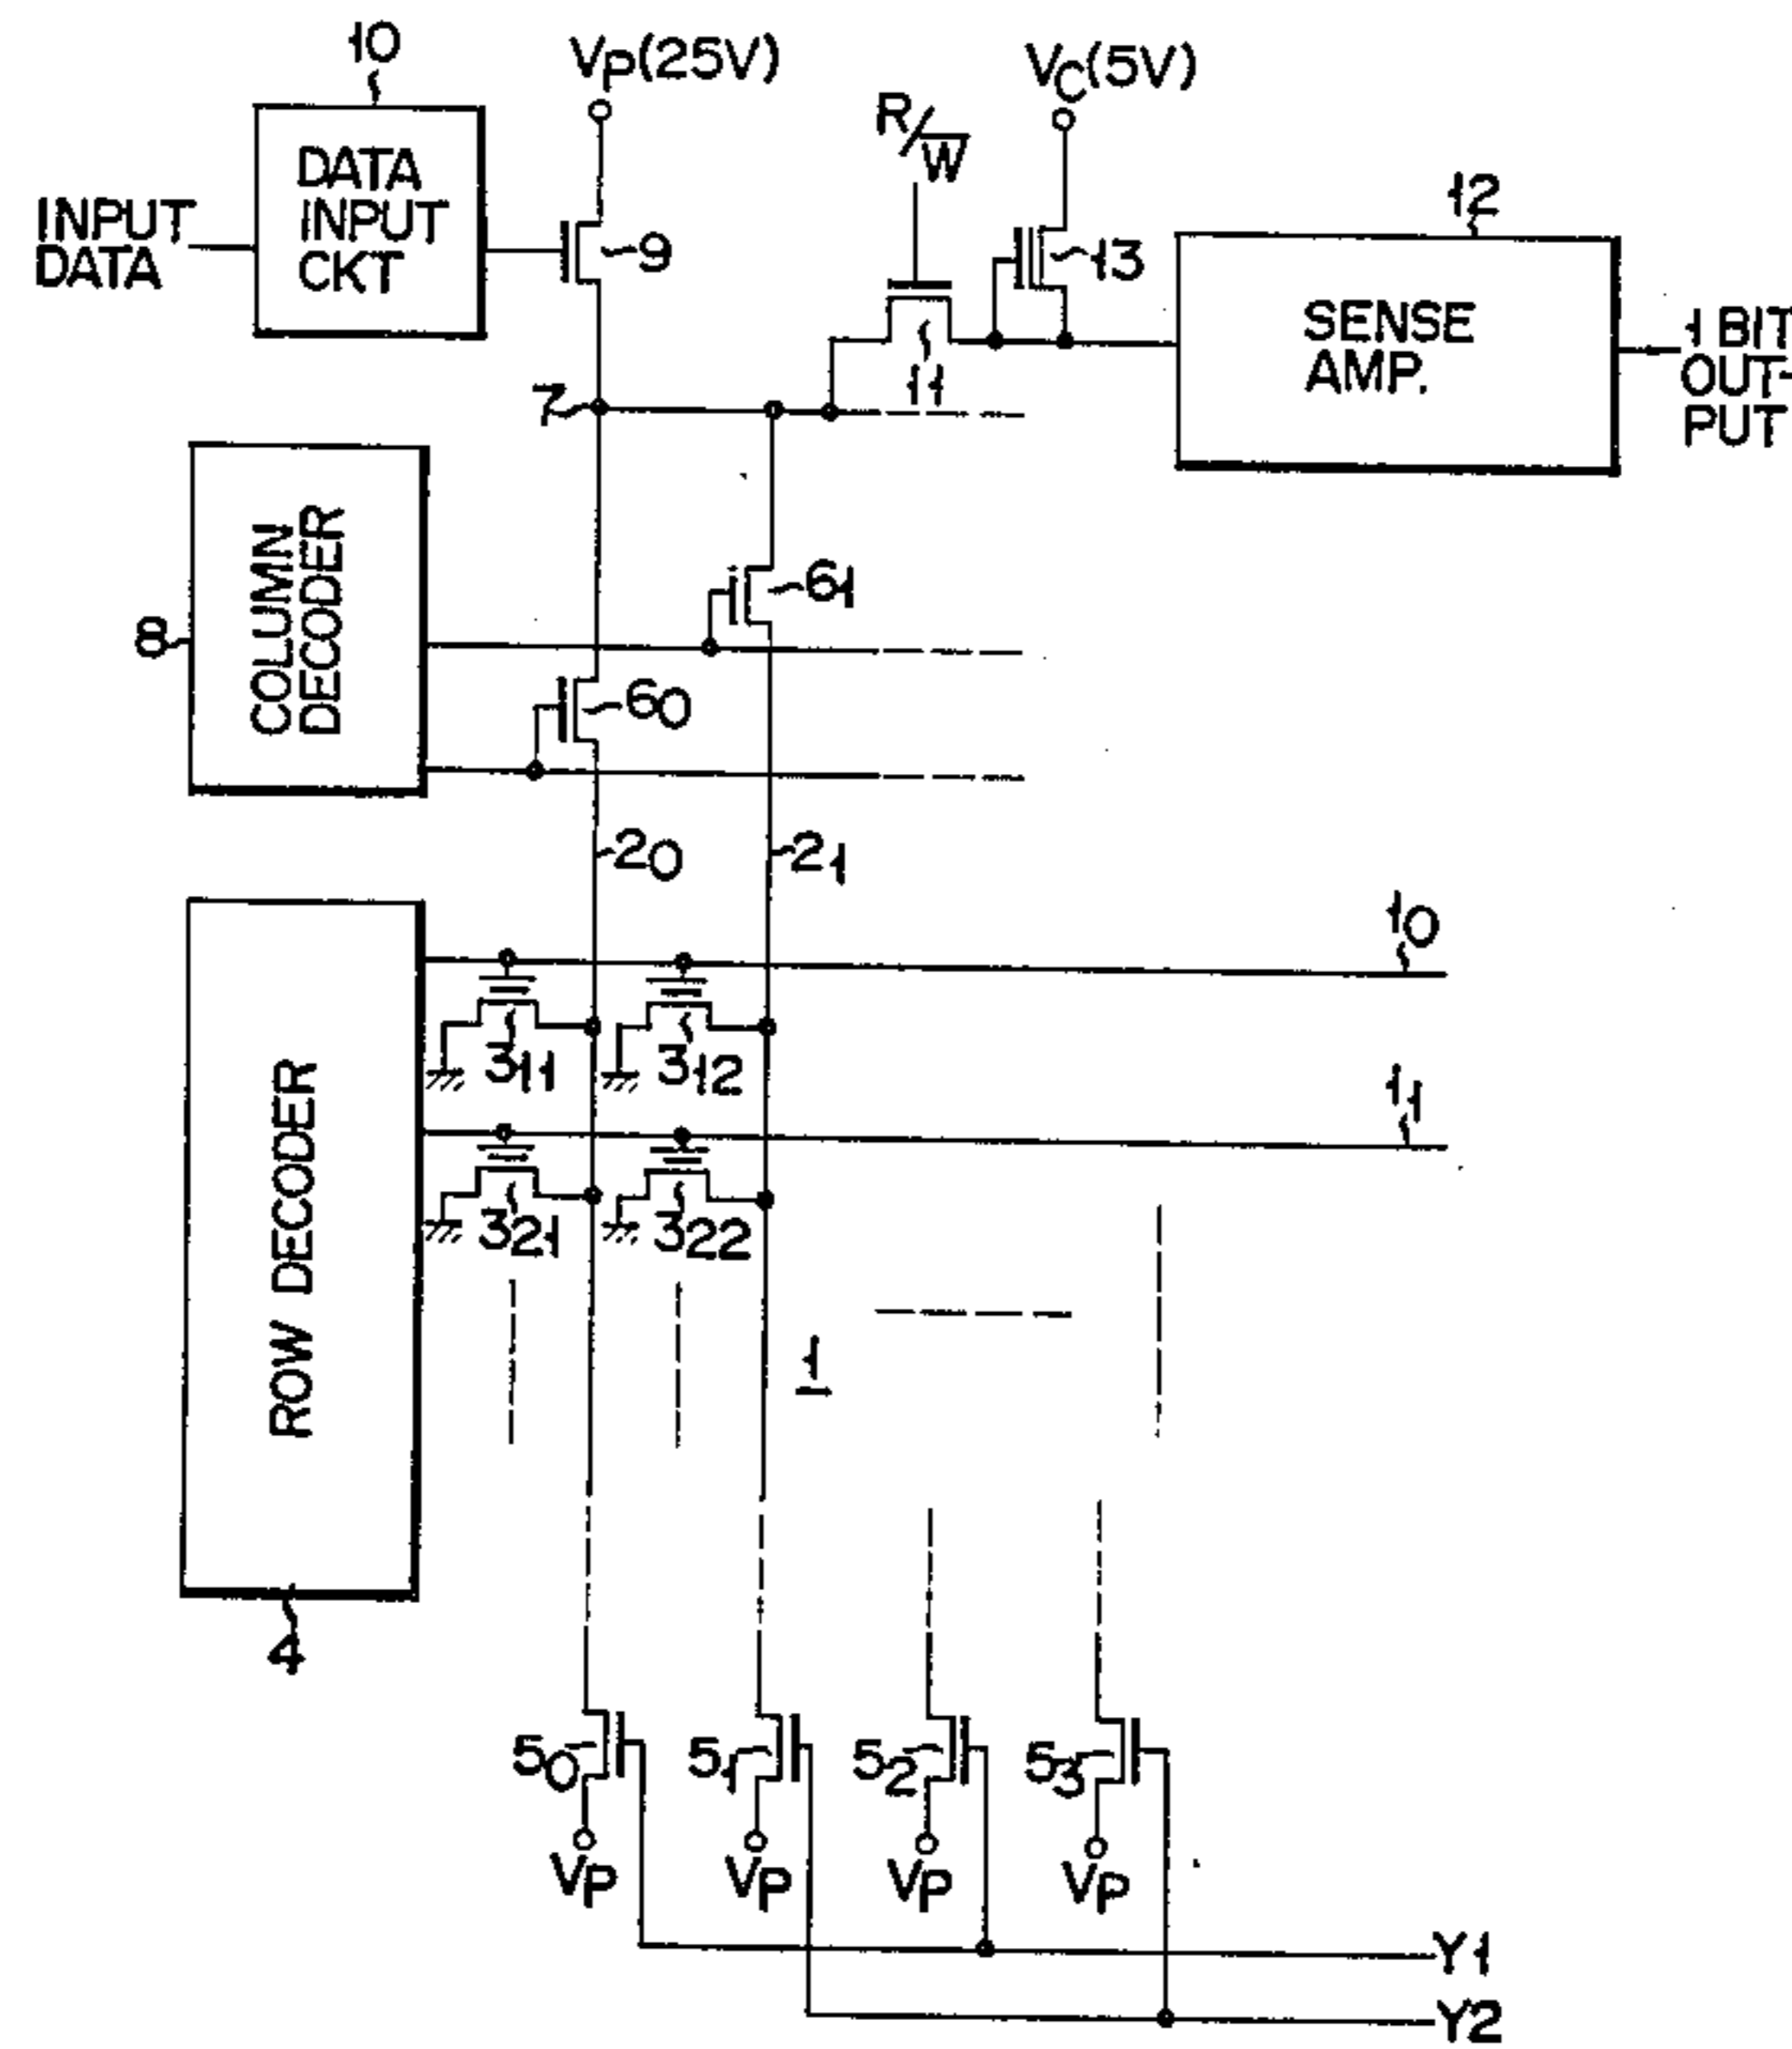 10
VP(25V)
VC(5V)
R/W̅
12
DATA
INPUT
CKT
INPUT
DATA
9
13
SENSE
AMP.
1 BIT
OUT-
PUT
11
7
COLUMN
DECODER
8
61
60
20
21
10
311
312
11
ROW DECODER
321
322
1
4
50
51
52
53
VP
VP
VP
VP
Y1
Y2